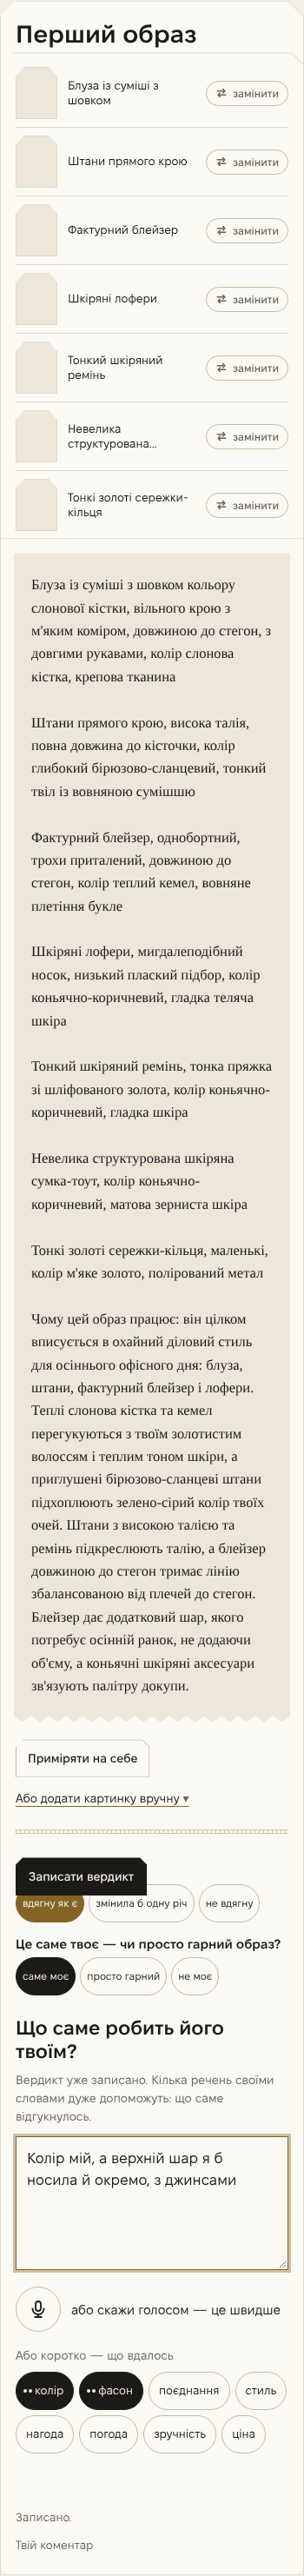 Перший образ
Блуза із суміші з
шовком
замінити
Штани прямого крою
замінити
Фактурний блейзер
замінити
Шкіряні лофери
замінити
Тонкий шкіряний
ремінь
замінити
Невелика
структурована...
замінити
Тонкі золоті сережки-
кільця
замінити
Блуза із суміші з шовком кольору
слонової кістки, вільного крою з
м'яким коміром, довжиною до стегон, з
довгими рукавами, колір слонова
кістка, крепова тканина
Штани прямого крою, висока талія,
повна довжина до кісточки, колір
глибокий бірюзово-сланцевий, тонкий
твіл із вовняною сумішшю
Фактурний блейзер, однобортний,
трохи приталений, довжиною до
стегон, колір теплий кемел, вовняне
плетіння букле
Шкіряні лофери, мигдалеподібний
носок, низький плаский підбор, колір
коньячно-коричневий, гладка теляча
шкіра
Тонкий шкіряний ремінь, тонка пряжка
зі шліфованого золота, колір коньячно-
коричневий, гладка шкіра
Невелика структурована шкіряна
сумка-тоут, колір коньячно-
коричневий, матова зерниста шкіра
Тонкі золоті сережки-кільця, маленькі,
колір м'яке золото, полірований метал
Чому цей образ працює: він цілком
вписується в охайний діловий стиль
для осіннього офісного дня: блуза,
штани, фактурний блейзер і лофери.
Теплі слонова кістка та кемел
перегукуються з твоїм золотистим
волоссям і теплим тоном шкіри, а
приглушені бірюзово-сланцеві штани
підхоплюють зелено-сірий колір твоїх
очей. Штани з високою талією та
ремінь підкреслюють талію, а блейзер
довжиною до стегон тримає лінію
збалансованою від плечей до стегон.
Блейзер дає додатковий шар, якого
потребує осінній ранок, не додаючи
об'єму, а коньячні шкіряні аксесуари
зв'язують палітру докупи.
Приміряти на себе
Або додати картинку вручну ▾
Записати вердикт
вдягну як є
змінила б одну річ
не вдягну
Це саме твоє — чи просто гарний образ?
саме моє
просто гарний
не моє
Що саме робить його
твоїм?
Вердикт уже записано. Кілька речень своїми
словами дуже допоможуть: що саме
відгукнулось.
Колір мій, а верхній шар я б
носила й окремо, з джинсами
або скажи голосом — це швидше
Або коротко — що вдалось
колір
фасон
поєднання
стиль
нагода
погода
зручність
ціна
Записано.
Твій коментар